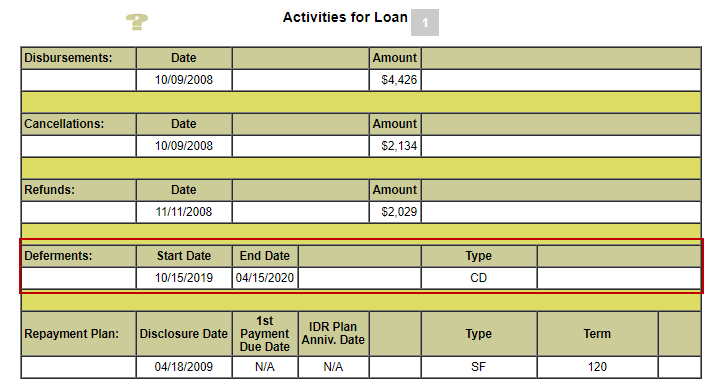 ?
Activities for Loan 1
Disbursements: Date Amount
10/09/2008 $4,426
Cancellations: Date Amount
10/09/2008 $2,134
Refunds: Date Amount
11/11/2008 $2,029
Deferments: Start Date End Date Type
10/15/2019 04/15/2020 CD
Repayment Plan: Disclosure Date 1st Payment Due Date IDR Plan Anniv. Date Type Term
04/18/2009 N/A N/A SF 120